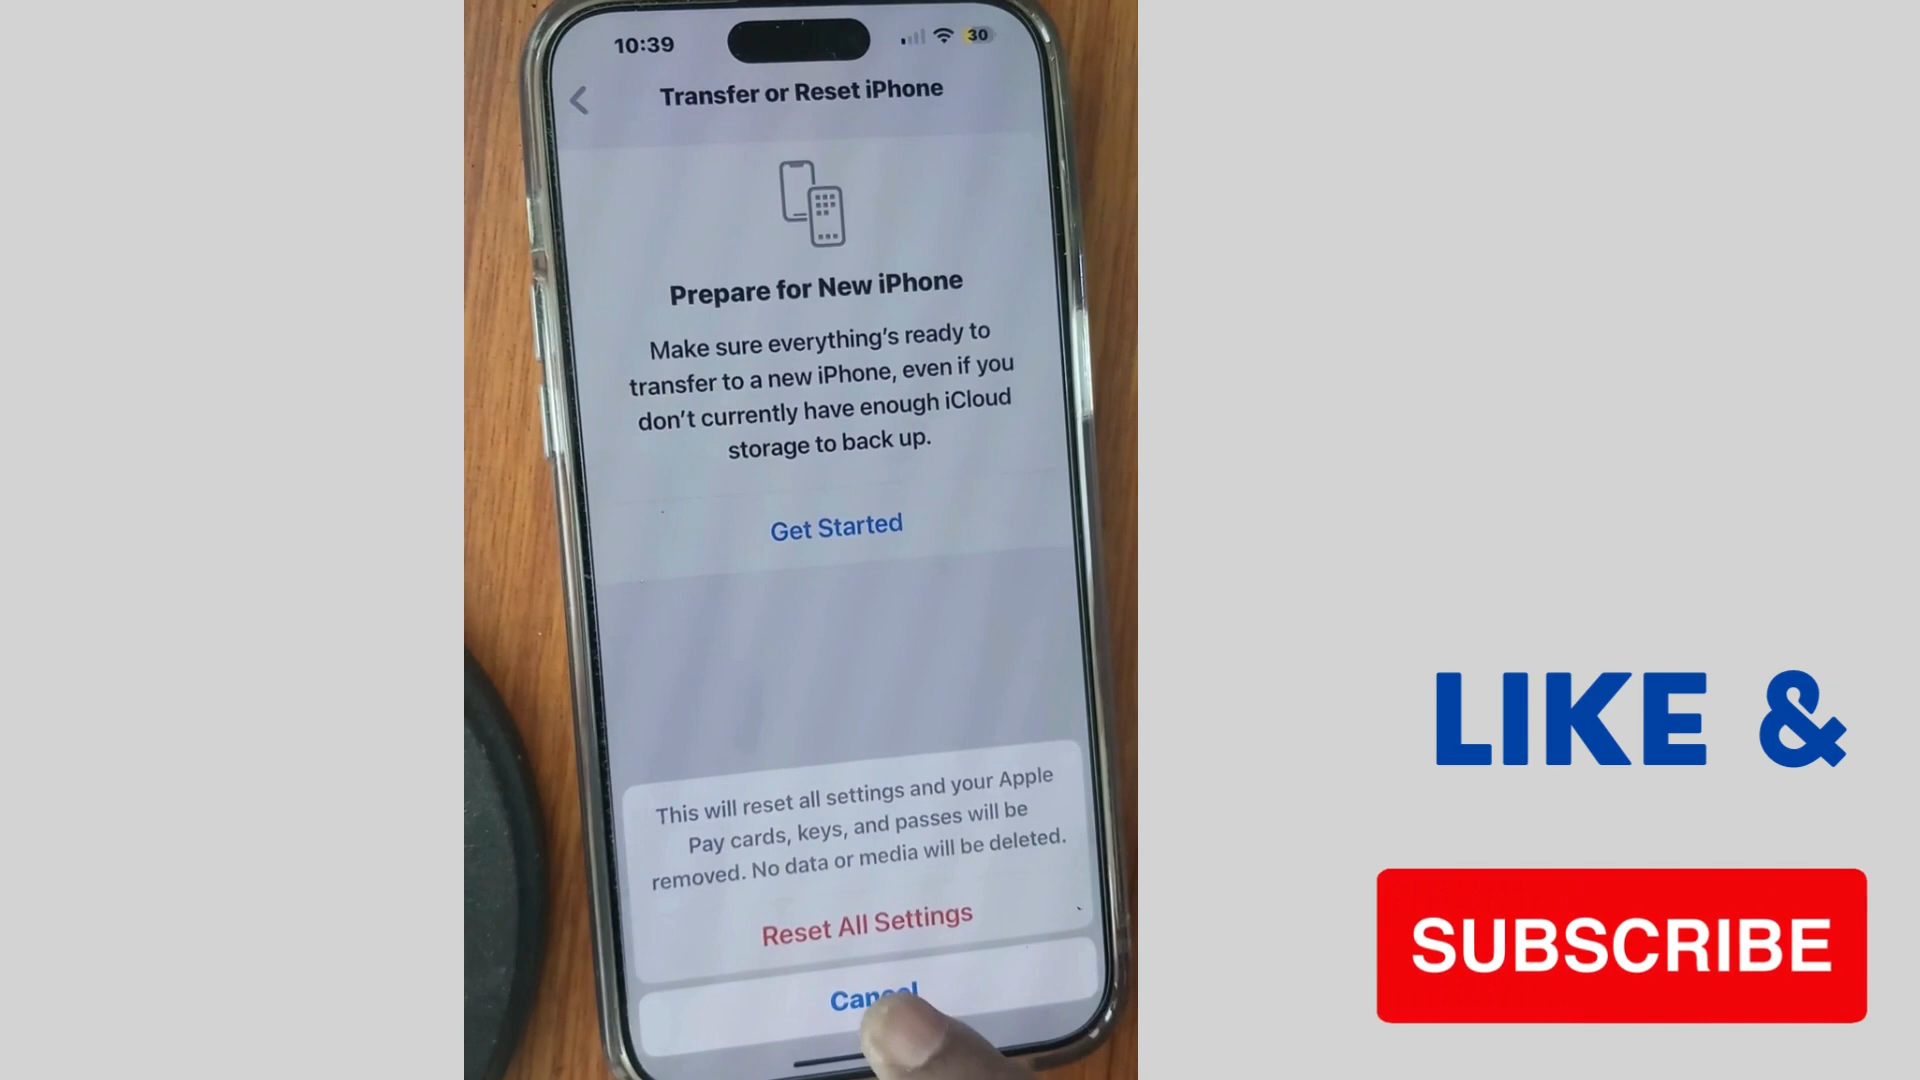 10:39
30
Transfer or Reset iPhone
Prepare for New iPhone
Make sure everything's ready to
transfer to a new iPhone, even if you
don't currently have enough iCloud
storage to back up.
Get Started
This will reset all settings and your Apple
Pay cards, keys, and passes will be
removed. No data or media will be deleted.
Reset All Settings
Cancel
LIKE &
SUBSCRIBE